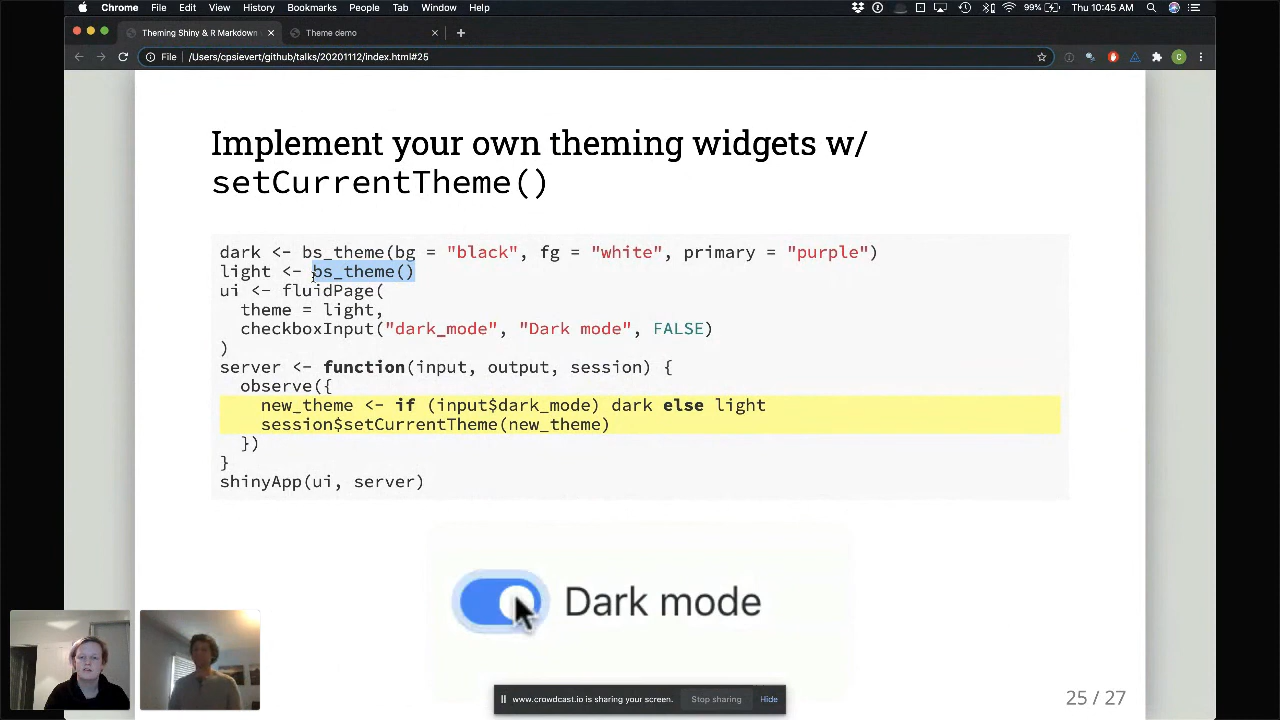 Chrome File Edit View History Bookmarks People Tab Window Help 99% Thu 10:45 AM
Theming Shiny & R Markdown Theme demo
File /Users/cpsievert/github/talks/20201112/index.html#25 C
Implement your own theming widgets w/
setCurrentTheme()
dark <- bs_theme(bg = "black", fg = "white", primary = "purple")
light <- bs_theme()
ui <- fluidPage(
theme = light,
checkboxInput("dark_mode", "Dark mode", FALSE)
)
server <- function(input, output, session) {
observe({
new_theme <- if (input$dark_mode) dark else light
session$setCurrentTheme(new_theme)
})
}
shinyApp(ui, server)
Dark mode
www.crowdcast.io is sharing your screen. Stop sharing Hide
25 / 27